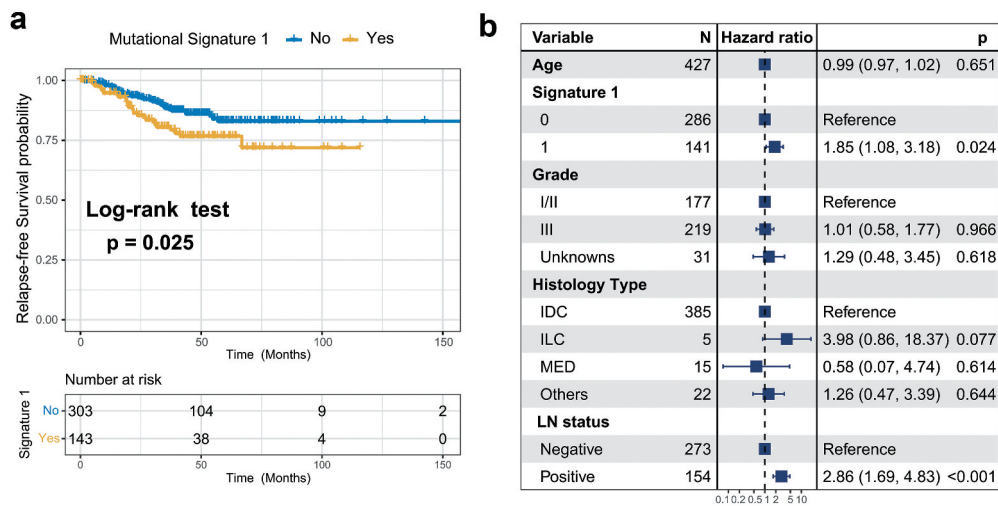 a
Mutational Signature 1 No Yes
Relapse-free Survival probability
1.00
0.75
0.50
0.25
0.00
Log-rank test
p = 0.025
0 50 100 150
Time (Months)
Number at risk
Signature 1
No 303 104 9 2
Yes 143 38 4 0
0 50 100 150
Time (Months)
b
Variable N Hazard ratio p
Age 427 0.99 (0.97, 1.02) 0.651
Signature 1
0 286 Reference
1 141 1.85 (1.08, 3.18) 0.024
Grade
I/II 177 Reference
III 219 1.01 (0.58, 1.77) 0.966
Unknowns 31 1.29 (0.48, 3.45) 0.618
Histology Type
IDC 385 Reference
ILC 5 3.98 (0.86, 18.37) 0.077
MED 15 0.58 (0.07, 4.74) 0.614
Others 22 1.26 (0.47, 3.39) 0.644
LN status
Negative 273 Reference
Positive 154 2.86 (1.69, 4.83) <0.001
0.1 0.2 0.5 1 2 5 10